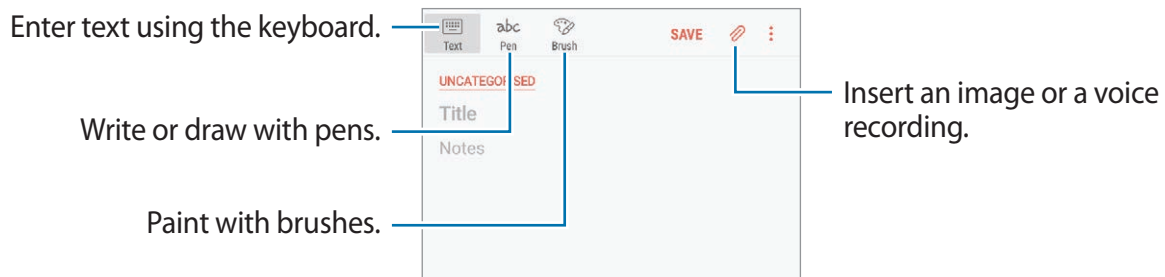 Enter text using the keyboard.
Text
abc
Pen
Brush
SAVE
UNCATEGORISED
Insert an image or a voice
recording.
Title
Write or draw with pens.
Notes
Paint with brushes.